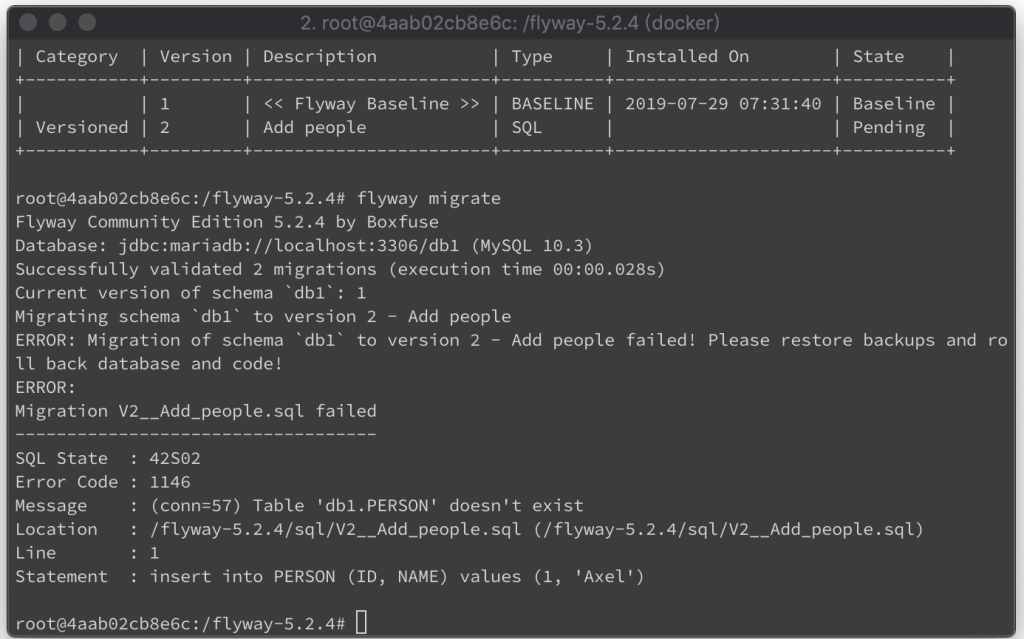 2. root@4aab02cb8e6c: /flyway-5.2.4 (docker)
| Category  | Version | Description           | Type     | Installed On        | State    |
+-----------+---------+-----------------------+----------+---------------------+----------+
|           | 1       | << Flyway Baseline >> | BASELINE | 2019-07-29 07:31:40 | Baseline |
| Versioned | 2       | Add people            | SQL      |                     | Pending  |
+-----------+---------+-----------------------+----------+---------------------+----------+
root@4aab02cb8e6c:/flyway-5.2.4# flyway migrate
Flyway Community Edition 5.2.4 by Boxfuse
Database: jdbc:mariadb://localhost:3306/db1 (MySQL 10.3)
Successfully validated 2 migrations (execution time 00:00.028s)
Current version of schema `db1`: 1
Migrating schema `db1` to version 2 - Add people
ERROR: Migration of schema `db1` to version 2 - Add people failed! Please restore backups and ro
ll back database and code!
ERROR:
Migration V2__Add_people.sql failed
-----------------------------------
SQL State  : 42S02
Error Code : 1146
Message    : (conn=57) Table 'db1.PERSON' doesn't exist
Location   : /flyway-5.2.4/sql/V2__Add_people.sql (/flyway-5.2.4/sql/V2__Add_people.sql)
Line       : 1
Statement  : insert into PERSON (ID, NAME) values (1, 'Axel')
root@4aab02cb8e6c:/flyway-5.2.4#